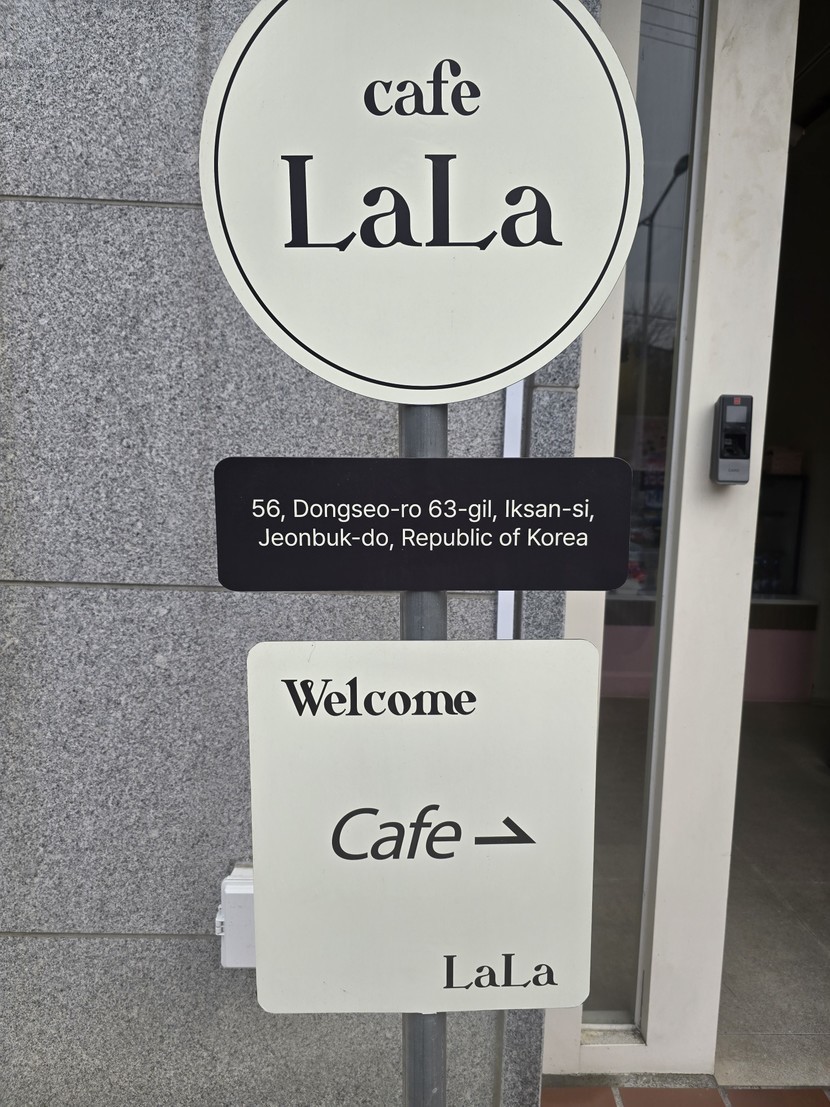 cafe
LaLa
56, Dongseo-ro 63-gil, Iksan-si,
Jeonbuk-do, Republic of Korea
Welcome
Cafe
LaLa